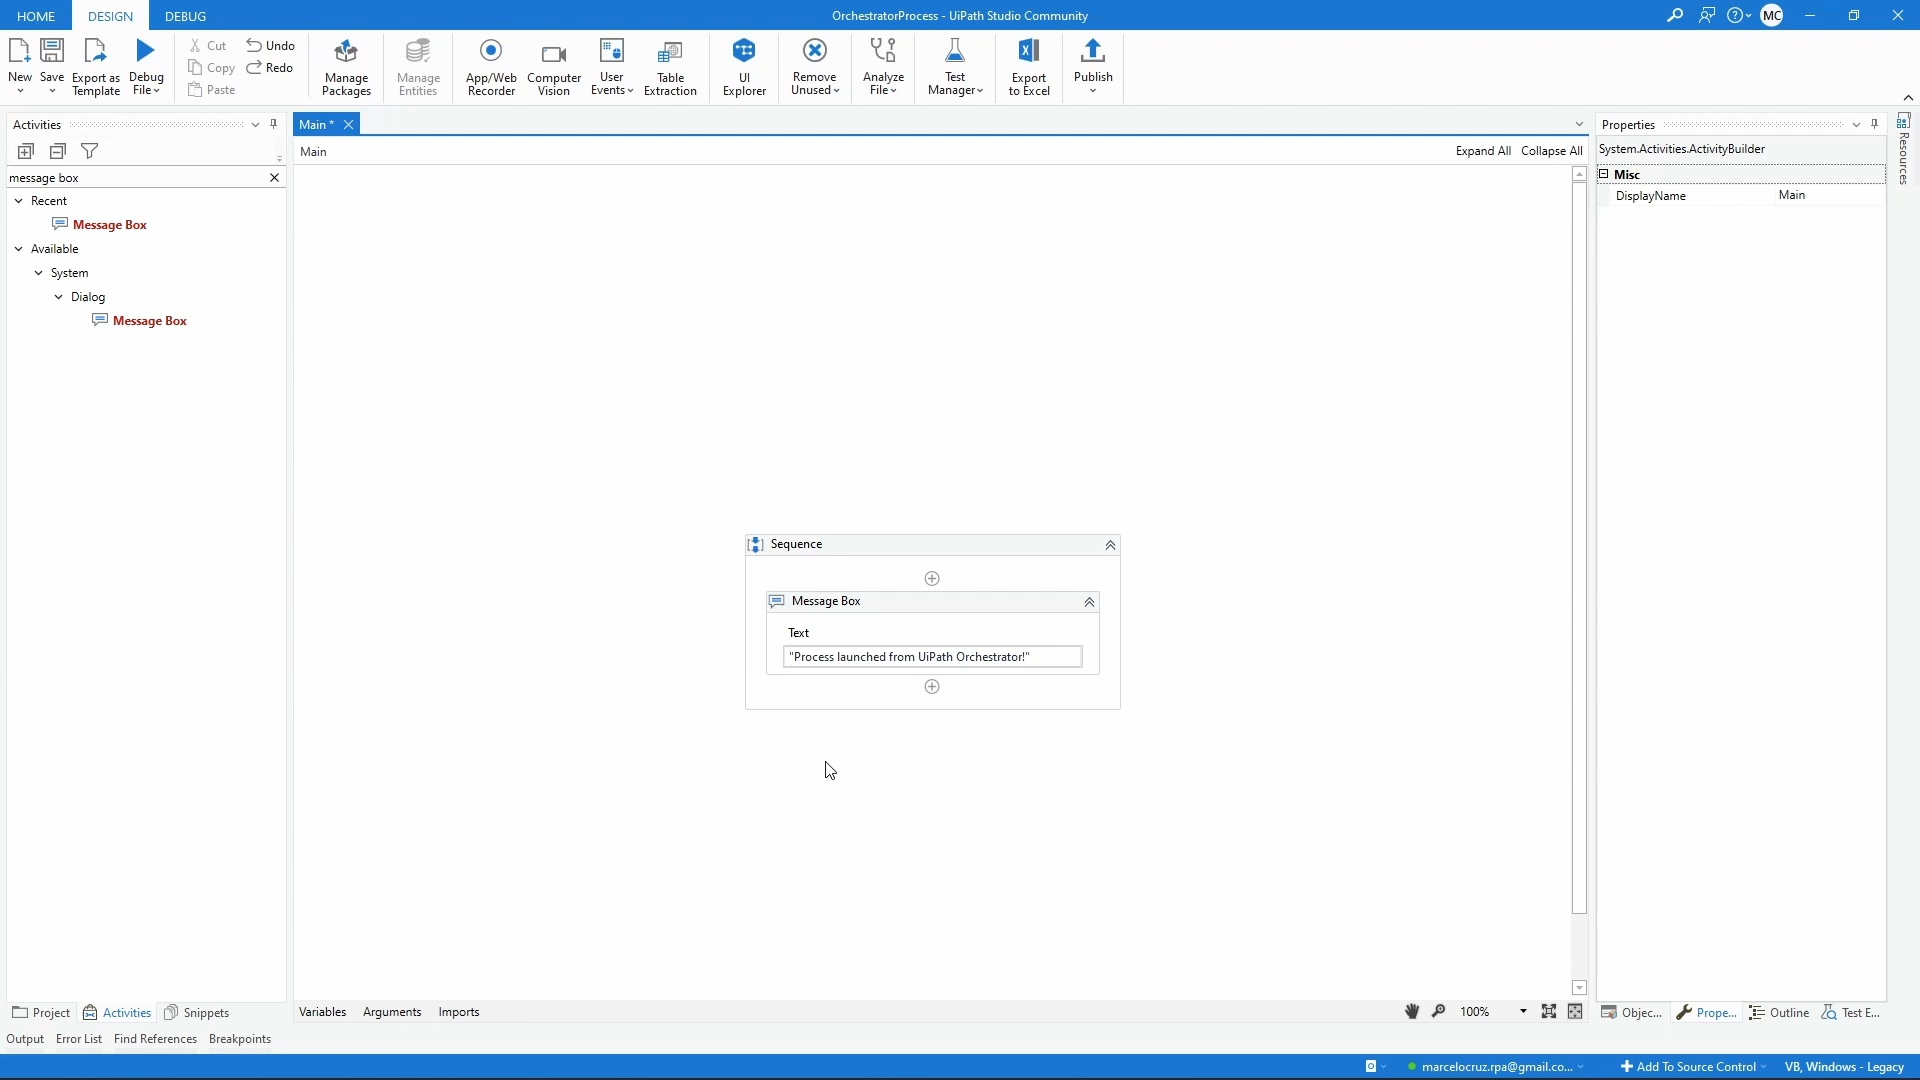 HOME DESIGN DEBUG OrchestratorProcess - UiPath Studio Community MC
New Save Export as Template Debug File Cut Copy Paste Undo Redo Manage Packages Manage Entities App/Web Recorder Computer Vision User Events Table Extraction UI Explorer Remove Unused Analyze File Test Manager Export to Excel Publish
Activities
message box
Recent
Message Box
Available
System
Dialog
Message Box
Main *
Main Expand All Collapse All
Sequence
Message Box
Text
"Process launched from UiPath Orchestrator!"
Properties
System.Activities.ActivityBuilder
Misc
DisplayName Main
Resources
Project Activities Snippets
Variables Arguments Imports 100%
Objec... Prope... Outline Test E...
Output Error List Find References Breakpoints
marcelocruz.rpa@gmail.co... Add To Source Control VB, Windows - Legacy